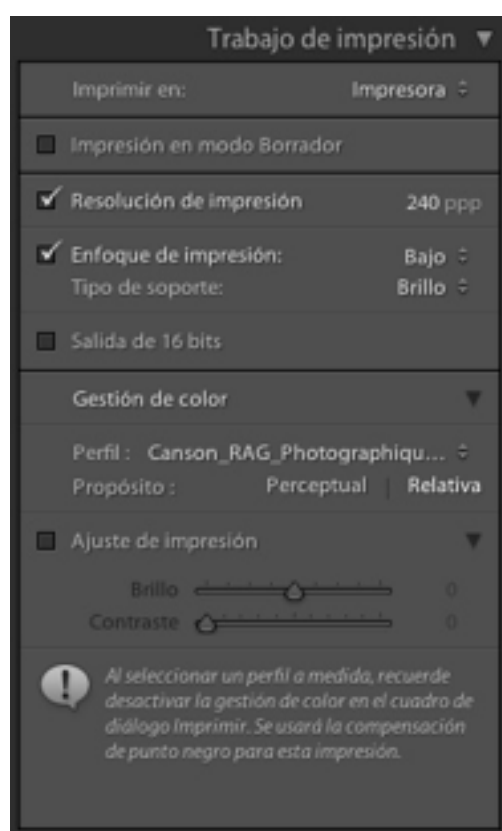 Trabajo de impresión
Imprimir en: Impresora
Impresión en modo Borrador
Resolución de impresión 240 ppp
Enfoque de impresión: Bajo
Tipo de soporte: Brillo
Salida de 16 bits
Gestión de color
Perfil : Canson_RAG_Photographiqu...
Propósito : Perceptual | Relativa
Ajuste de impresión
Brillo 0
Contraste 0
Al seleccionar un perfil a medida, recuerde
desactivar la gestión de color en el cuadro de
diálogo Imprimir. Se usará la compensación
de punto negro para esta impresión.